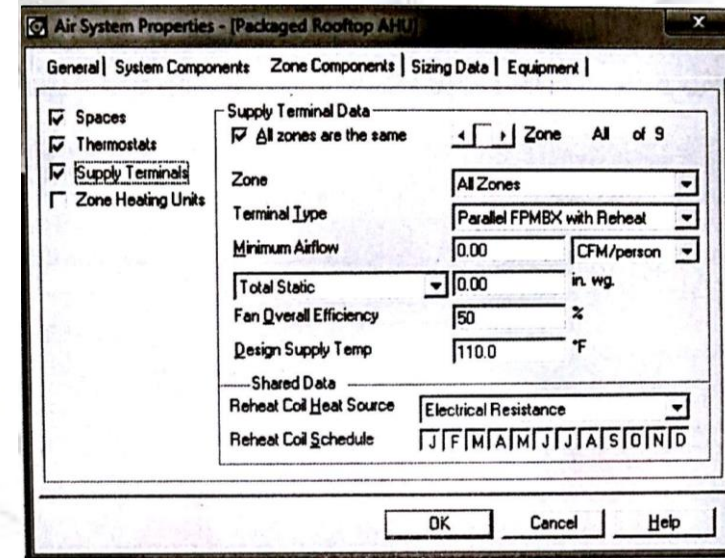 Air System Properties - [Packaged Rooftop AHU]
General System Components Zone Components Sizing Data Equipment
Spaces
Thermostats
Supply Terminals
Zone Heating Units
Supply Terminal Data
All zones are the same Zone All of 9
Zone All Zones
Terminal Type Parallel FPMBX with Reheat
Minimum Airflow 0.00 CFM/person
Total Static 0.00 in. wg.
Fan Overall Efficiency 50 %
Design Supply Temp 110.0 °F
Shared Data
Reheat Coil Heat Source Electrical Resistance
Reheat Coil Schedule J F M A M J J A S O N D
OK Cancel Help